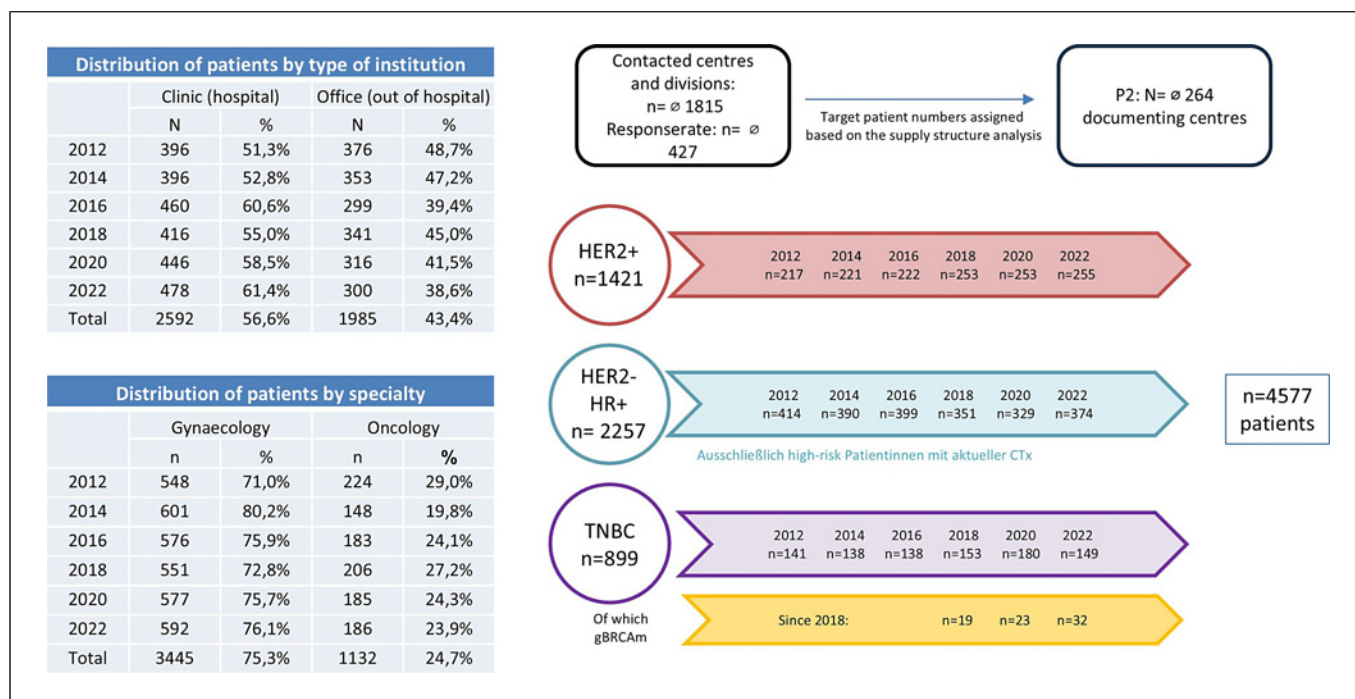 Distribution of patients by type of institution
Clinic (hospital) Office (out of hospital)
N % N %
2012 396 51,3% 376 48,7%
2014 396 52,8% 353 47,2%
2016 460 60,6% 299 39,4%
2018 416 55,0% 341 45,0%
2020 446 58,5% 316 41,5%
2022 478 61,4% 300 38,6%
Total 2592 56,6% 1985 43,4%
Distribution of patients by specialty
Gynaecology Oncology
n % n %
2012 548 71,0% 224 29,0%
2014 601 80,2% 148 19,8%
2016 576 75,9% 183 24,1%
2018 551 72,8% 206 27,2%
2020 577 75,7% 185 24,3%
2022 592 76,1% 186 23,9%
Total 3445 75,3% 1132 24,7%
Contacted centres
and divisions:
n= ⌀ 1815
Responserate: n= ⌀
427
Target patient numbers assigned
based on the supply structure analysis
P2: N= ⌀ 264
documenting centres
HER2+
n=1421
2012 2014 2016 2018 2020 2022
n=217 n=221 n=222 n=253 n=253 n=255
HER2-
HR+
n= 2257
2012 2014 2016 2018 2020 2022
n=414 n=390 n=399 n=351 n=329 n=374
Ausschließlich high-risk Patientinnen mit aktueller CTx
n=4577
patients
TNBC
n=899
2012 2014 2016 2018 2020 2022
n=141 n=138 n=138 n=153 n=180 n=149
Of which
gBRCAm
Since 2018: n=19 n=23 n=32